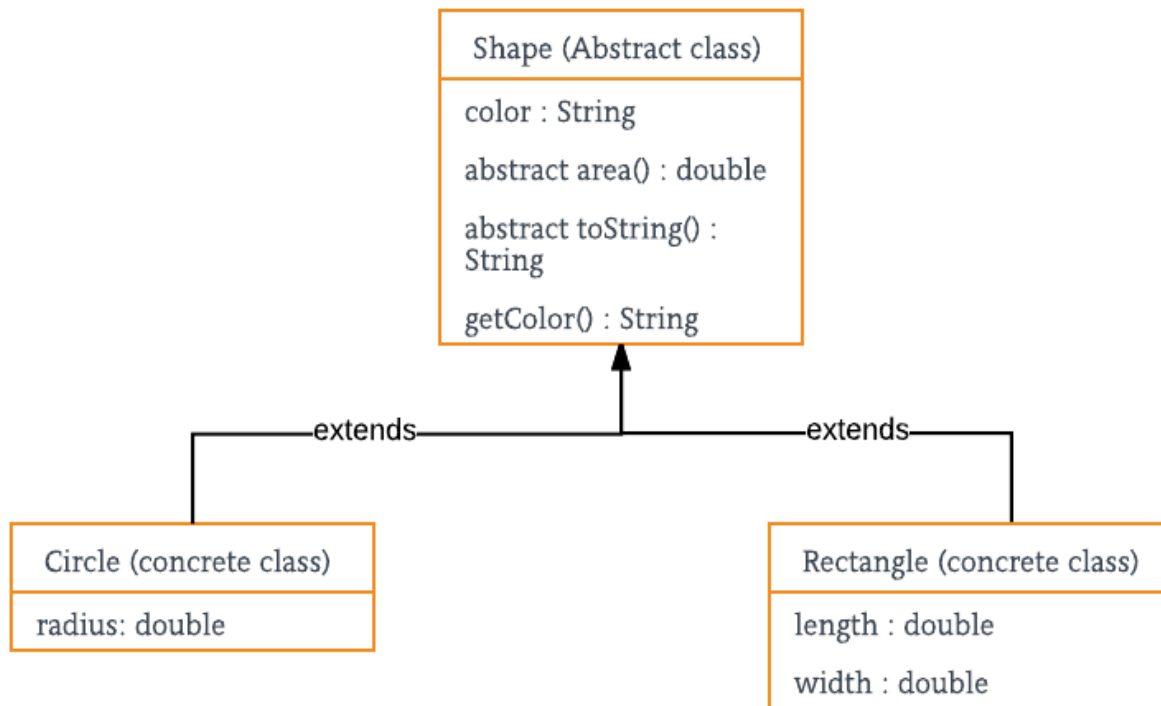 Shape (Abstract class)
color : String
abstract area() : double
abstract toString() :
String
getColor() : String
extends
extends
Circle (concrete class)
radius: double
Rectangle (concrete class)
length : double
width : double